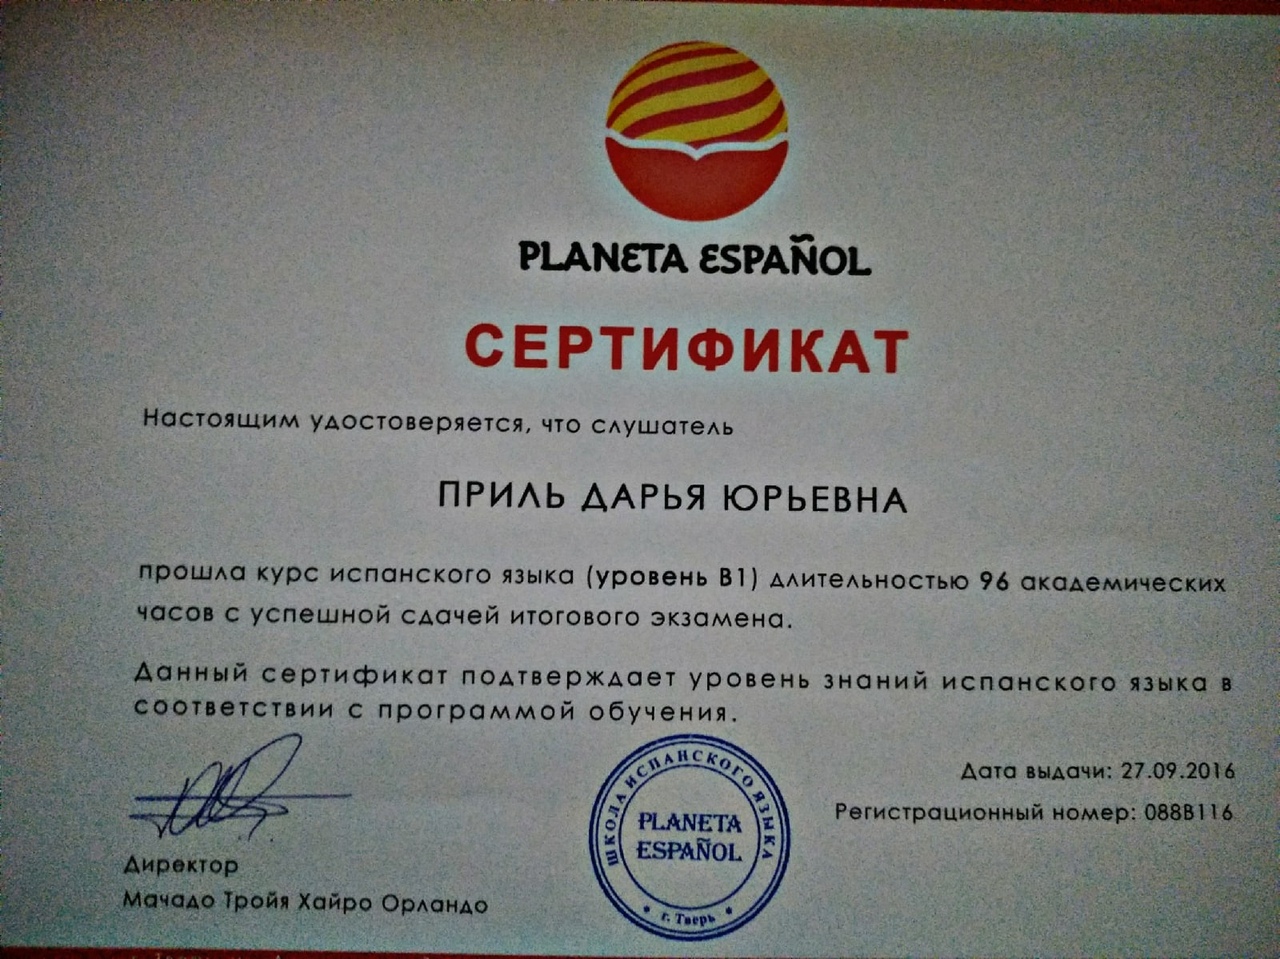 PLANETA ESPAÑOL
СЕРТИФИКАТ
Настоящим удостоверяется, что слушатель
ПРИЛЬ ДАРЬЯ ЮРЬЕВНА
прошла курс испанского языка (уровень B1) длительностью 96 академических
часов с успешной сдачей итогового экзамена.
Данный сертификат подтверждает уровень знаний испанского языка в
соответствии с программой обучения.
Директор
Мачадо Тройя Хайро Орландо
ШКОЛА ИСПАНСКОГО ЯЗЫКА
PLANETA
ESPAÑOL
г. Тверь
Дата выдачи: 27.09.2016
Регистрационный номер: 088B116